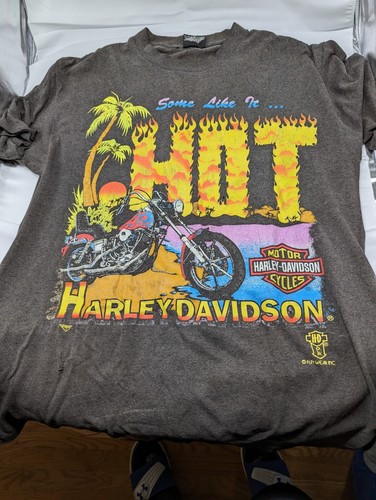 Some Like It ...
HOT
MOTOR
HARLEY-DAVIDSON
CYCLES
HARLEY-DAVIDSON
®
H-D